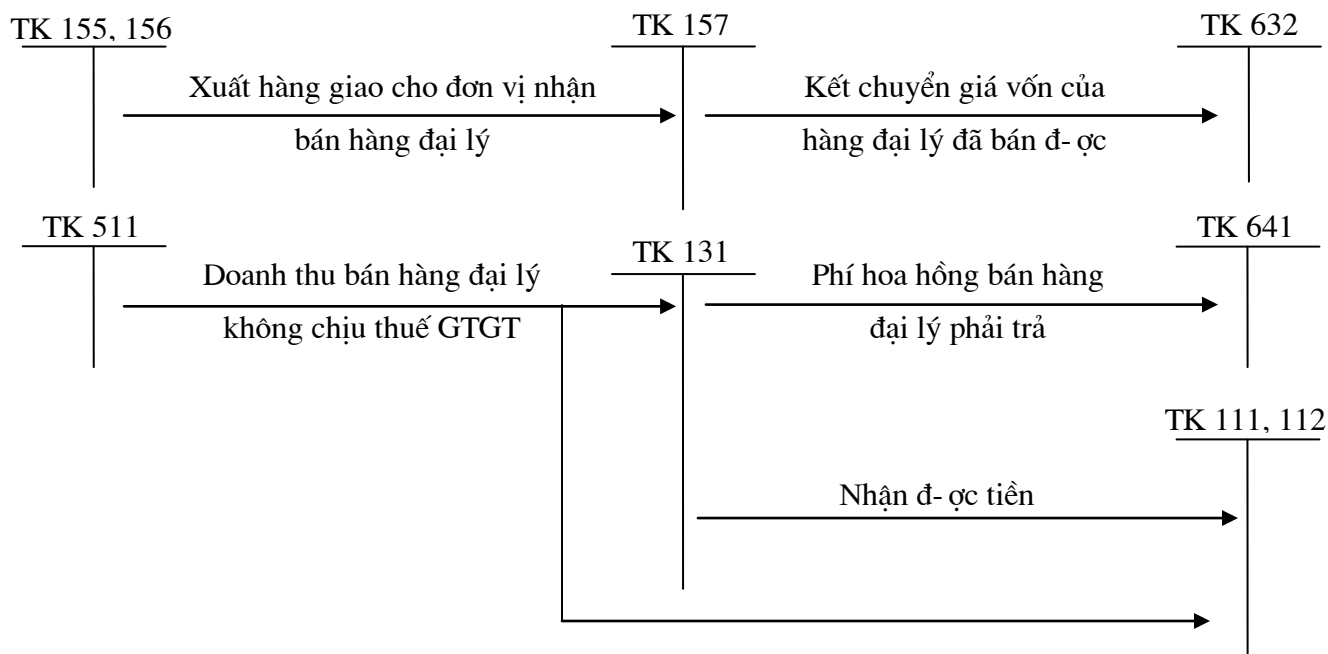 TK 155, 156
TK 157
TK 632
Xuất hàng giao cho đơn vị nhận
bán hàng đại lý
Kết chuyển giá vốn của
hàng đại lý đã bán đ- ợc
TK 511
TK 131
TK 641
Doanh thu bán hàng đại lý
không chịu thuế GTGT
Phí hoa hồng bán hàng
đại lý phải trả
TK 111, 112
Nhận đ- ợc tiền